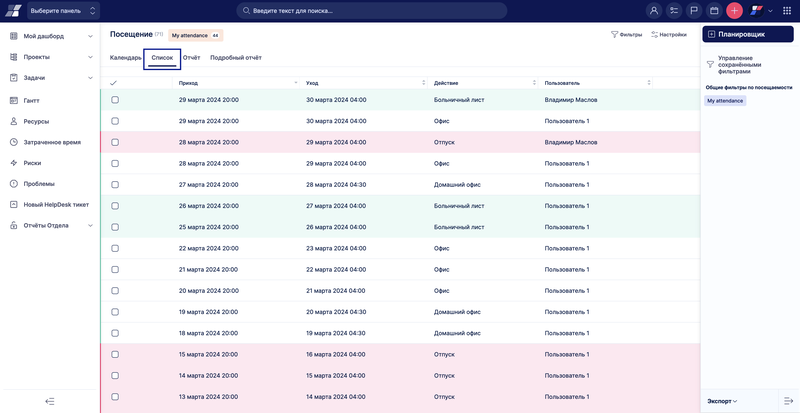 Выберите панель
Введите текст для поиска...
Мой дашборд
Проекты
Задачи
Гантт
Ресурсы
Затраченное время
Риски
Проблемы
Новый HelpDesk тикет
Отчёты Отдела
Посещение (71) My attendance 44
Фильтры Настройки
Календарь Список Отчёт Подробный отчёт
Приход Уход Действие Пользователь
29 марта 2024 20:00 30 марта 2024 04:00 Больничный лист Владимир Маслов
29 марта 2024 20:00 30 марта 2024 04:00 Офис Пользователь 1
28 марта 2024 20:00 29 марта 2024 04:00 Отпуск Владимир Маслов
28 марта 2024 20:00 29 марта 2024 04:00 Офис Пользователь 1
27 марта 2024 20:00 28 марта 2024 04:30 Домашний офис Пользователь 1
26 марта 2024 20:00 27 марта 2024 04:00 Больничный лист Пользователь 1
25 марта 2024 20:00 26 марта 2024 04:00 Больничный лист Пользователь 1
22 марта 2024 20:00 23 марта 2024 04:00 Офис Пользователь 1
21 марта 2024 20:00 22 марта 2024 04:00 Офис Пользователь 1
20 марта 2024 20:00 21 марта 2024 04:00 Офис Пользователь 1
19 марта 2024 20:00 20 марта 2024 04:30 Домашний офис Пользователь 1
18 марта 2024 20:00 19 марта 2024 04:30 Домашний офис Пользователь 1
15 марта 2024 20:00 16 марта 2024 04:00 Отпуск Пользователь 1
14 марта 2024 20:00 15 марта 2024 04:00 Отпуск Пользователь 1
13 марта 2024 20:00 14 марта 2024 04:00 Отпуск Пользователь 1
Планировщик
Управление
сохранёнными
фильтрами
Общие фильтры по посещаемости
My attendance
Экспорт